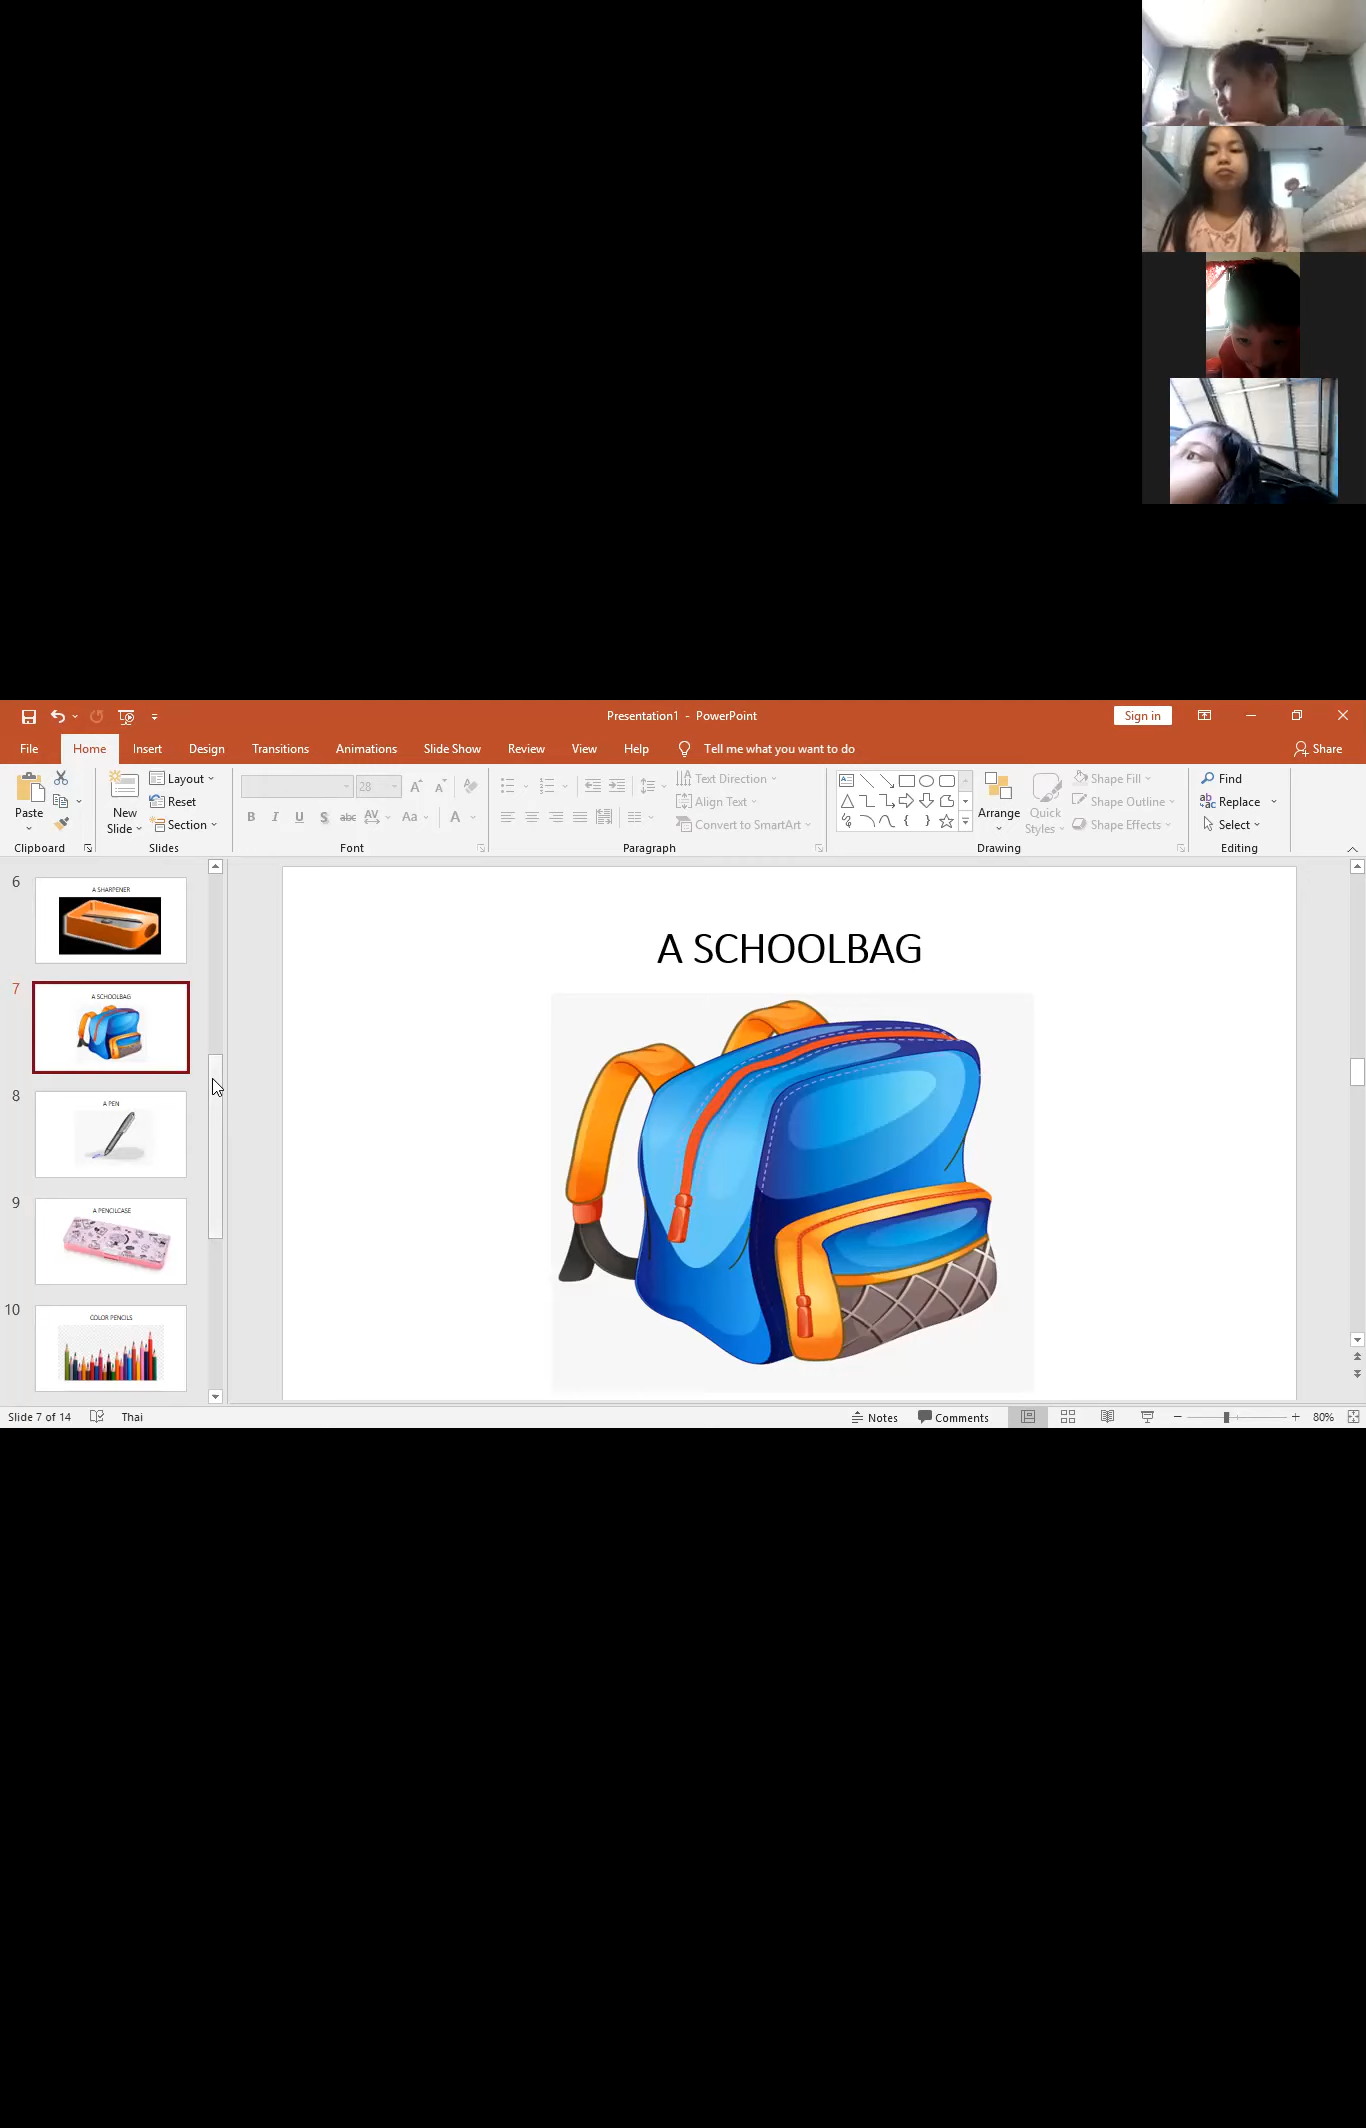 Presentation1 - PowerPoint
Sign in
File Home Insert Design Transitions Animations Slide Show Review View Help Tell me what you want to do Share
Paste
New Slide
Layout
Reset
Section
28
B I U S abc AV Aa A
Text Direction
Align Text
Convert to SmartArt
Arrange
Quick Styles
Shape Fill
Shape Outline
Shape Effects
Find
Replace
Select
Clipboard Slides Font Paragraph Drawing Editing
6
A SHARPENER
7
A SCHOOLBAG
8
A PEN
9
A PENCILCASE
10
COLOR PENCILS
A SCHOOLBAG
Slide 7 of 14 Thai Notes Comments 80%